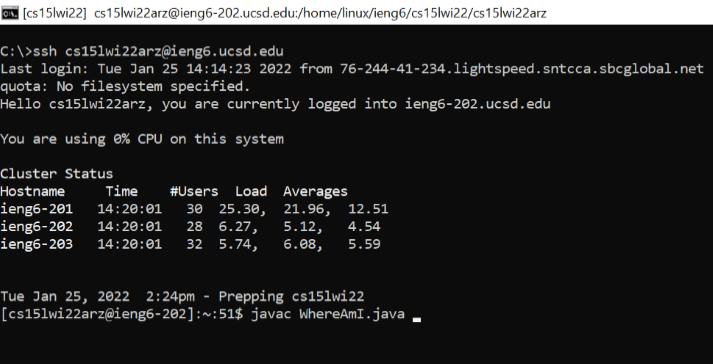 [cs15lwi22] cs15lwi22arz@ieng6-202.ucsd.edu:/home/linux/ieng6/cs15lwi22/cs15lwi22arz
C:\>ssh cs15lwi22arz@ieng6.ucsd.edu
Last login: Tue Jan 25 14:14:23 2022 from 76-244-41-234.lightspeed.sntcca.sbcglobal.net
quota: No filesystem specified.
Hello cs15lwi22arz, you are currently logged into ieng6-202.ucsd.edu
You are using 0% CPU on this system
Cluster Status
Hostname     Time    #Users  Load  Averages
ieng6-201   14:20:01   30  25.30,  21.96,  12.51
ieng6-202   14:20:01   28  6.27,   5.12,   4.54
ieng6-203   14:20:01   32  5.74,   6.08,   5.59
Tue Jan 25, 2022  2:24pm - Prepping cs15lwi22
[cs15lwi22arz@ieng6-202]:~:51$ javac WhereAmI.java